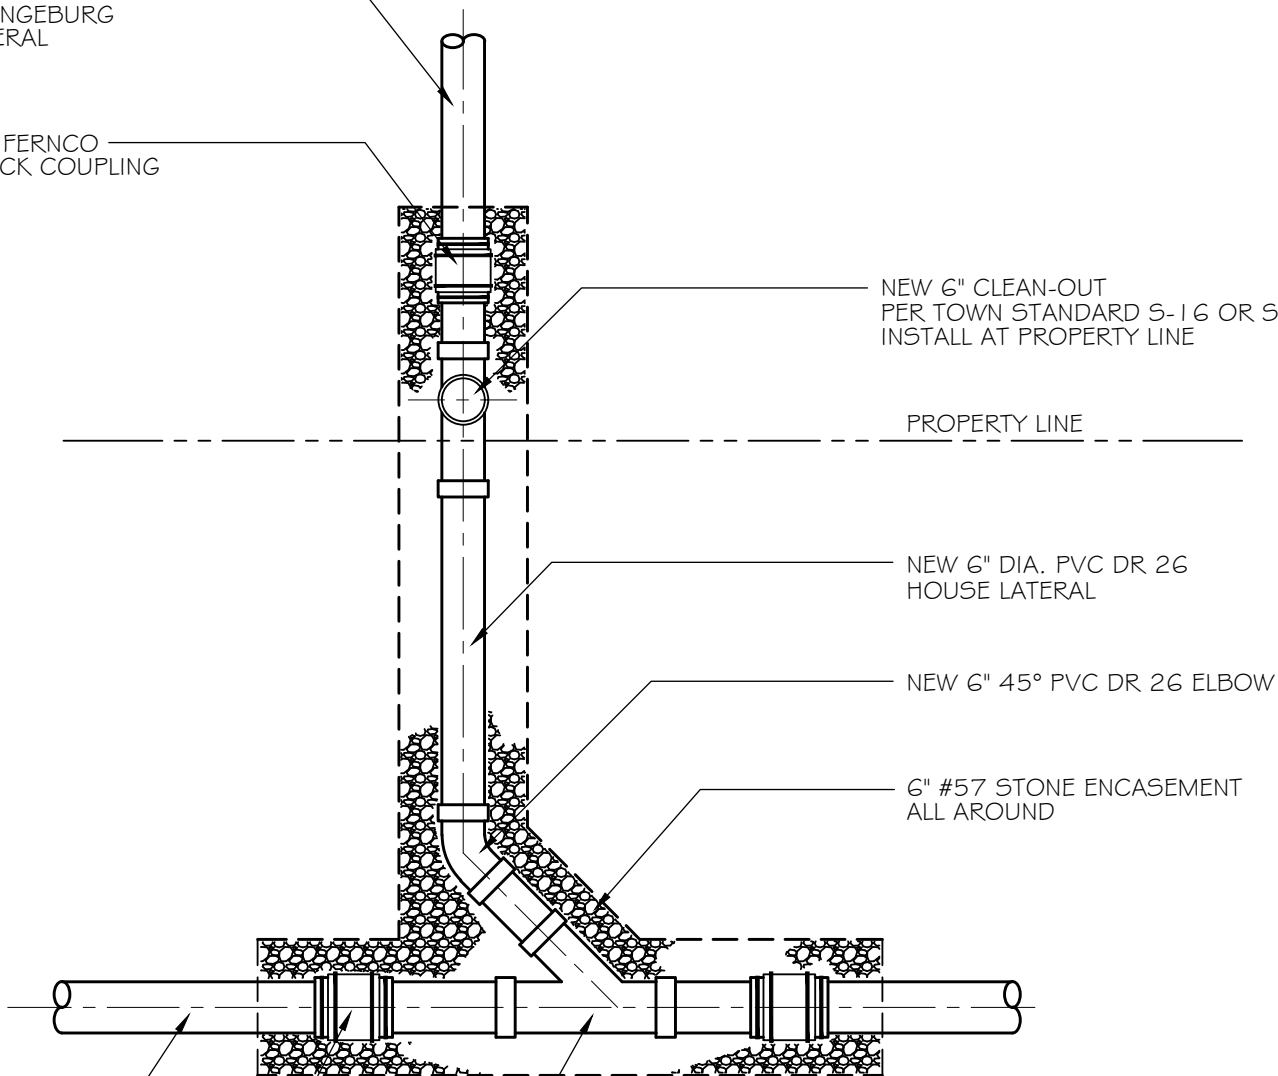 NGEBURG
ERAL
FERNCO
CK COUPLING
NEW 6" CLEAN-OUT
PER TOWN STANDARD S-16 OR S
INSTALL AT PROPERTY LINE
PROPERTY LINE
NEW 6" DIA. PVC DR 26
HOUSE LATERAL
NEW 6" 45° PVC DR 26 ELBOW
6" #57 STONE ENCASEMENT
ALL AROUND